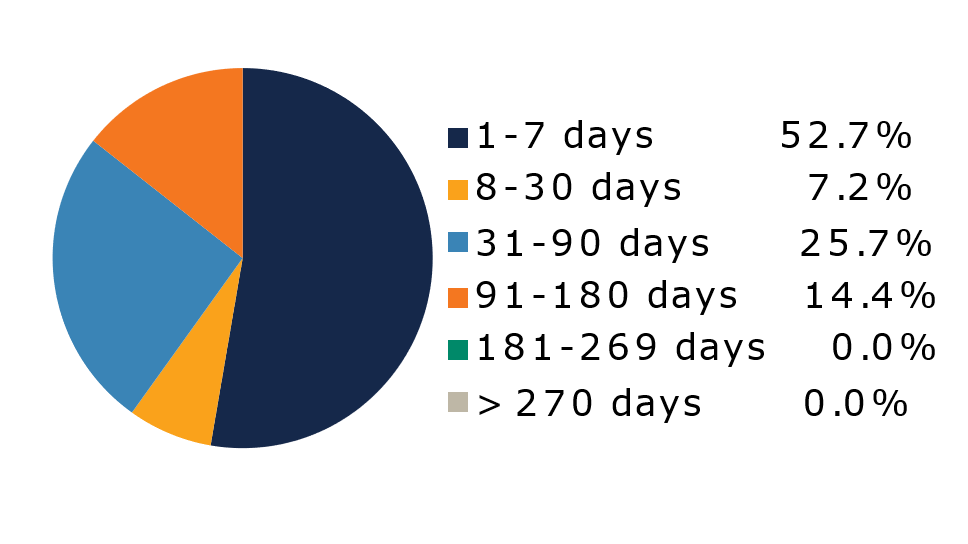 1-7 days 52.7%
8-30 days 7.2%
31-90 days 25.7%
91-180 days 14.4%
181-269 days 0.0%
> 270 days 0.0%